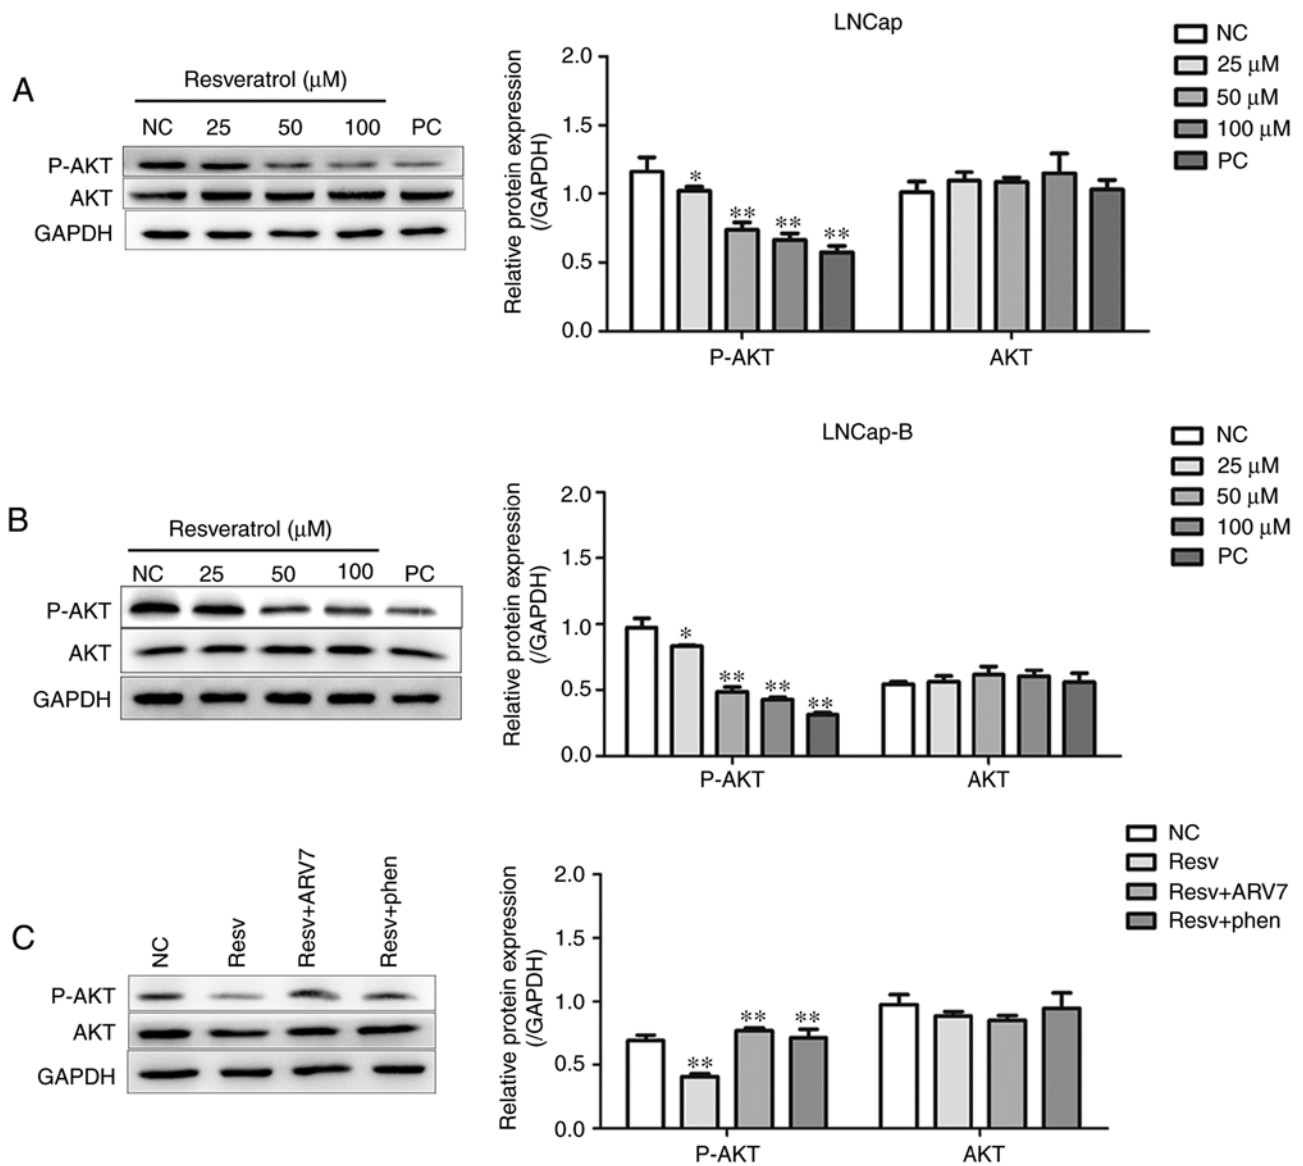 A
Resveratrol (μM)
NC 25 50 100 PC
P-AKT
AKT
GAPDH
LNCap
Relative protein expression
(/GAPDH)
2.0
1.5
1.0
0.5
0.0
*
**
**
**
P-AKT AKT
NC
25 μM
50 μM
100 μM
PC
B
Resveratrol (μM)
NC 25 50 100 PC
P-AKT
AKT
GAPDH
LNCap-B
Relative protein expression
(/GAPDH)
2.0
1.5
1.0
0.5
0.0
*
**
**
**
P-AKT AKT
NC
25 μM
50 μM
100 μM
PC
C
NC
Resv
Resv+ARV7
Resv+phen
P-AKT
AKT
GAPDH
Relative protein expression
(/GAPDH)
2.0
1.5
1.0
0.5
0.0
**
**
**
P-AKT AKT
NC
Resv
Resv+ARV7
Resv+phen